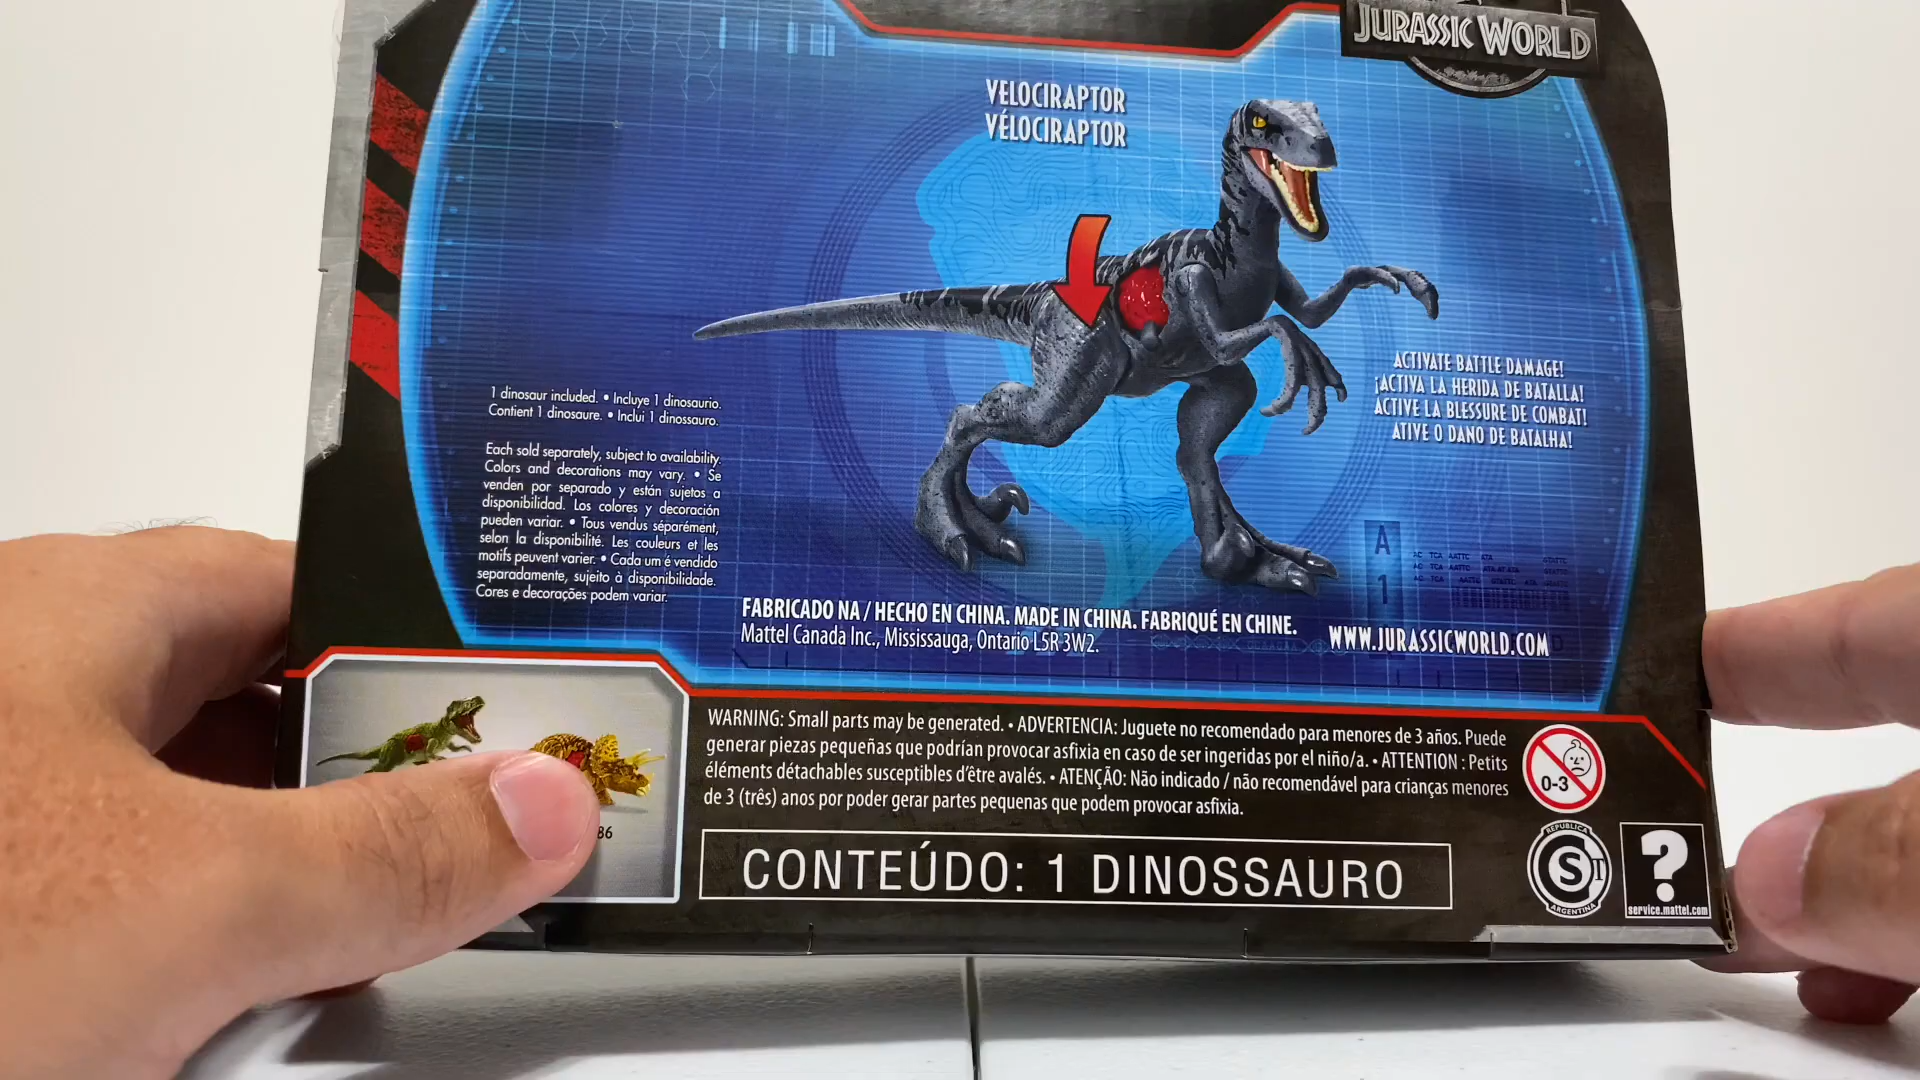 JURASSIC WORLD
VELOCIRAPTOR
VÉLOCIRAPTOR
ACTIVATE BATTLE DAMAGE!
¡ACTIVA LA HERIDA DE BATALLA!
ACTIVE LA BLESSURE DE COMBAT!
ATIVE O DANO DE BATALHA!
1 dinosaur included. • Incluye 1 dinosaurio.
Contient 1 dinosaure. • Inclui 1 dinossauro.
Each sold separately, subject to availability.
Colors and decorations may vary. • Se
venden por separado y están sujetos a
disponibilidad. Los colores y decoración
pueden variar. • Tous vendus séparément,
selon la disponibilité. Les couleurs et les
motifs peuvent varier. • Cada um é vendido
separadamente, sujeito à disponibilidade.
Cores e decorações podem variar.
A
1
FABRICADO NA / HECHO EN CHINA. MADE IN CHINA. FABRIQUÉ EN CHINE.
Mattel Canada Inc., Mississauga, Ontario L5R 3W2.
WWW.JURASSICWORLD.COM
WARNING: Small parts may be generated. • ADVERTENCIA: Juguete no recomendado para menores de 3 años. Puede
generar piezas pequeñas que podrían provocar asfixia en caso de ser ingeridas por el niño/a. • ATTENTION : Petits
éléments détachables susceptibles d'être avalés. • ATENÇÃO: Não indicado / não recomendável para crianças menores
de 3 (três) anos por poder gerar partes pequenas que podem provocar asfixia.
0-3
86
CONTEÚDO: 1 DINOSSAURO
REPUBLICA
S
ARGENTINA
?
service.mattel.com